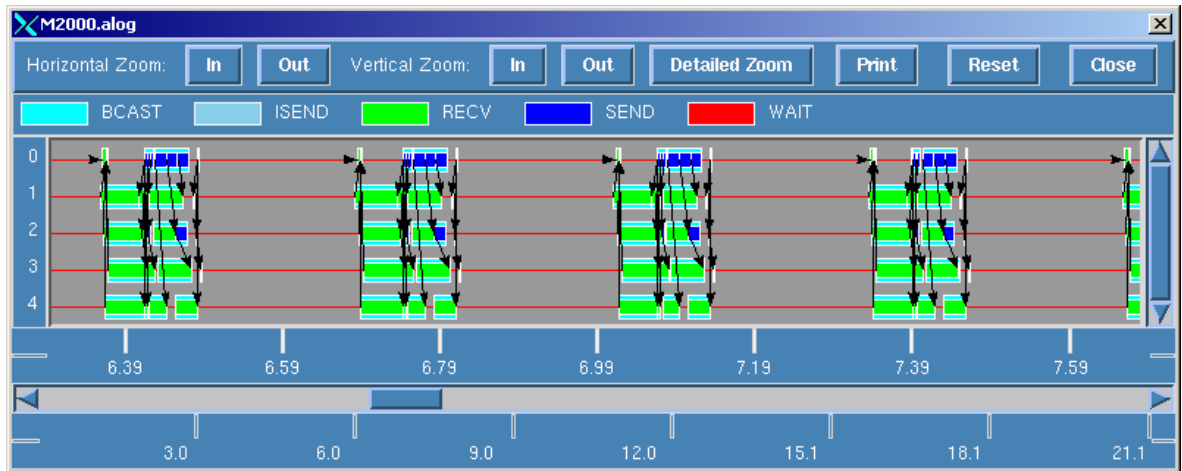 M2000.alog
Horizontal Zoom: In Out Vertical Zoom: In Out Detailed Zoom Print Reset Close
BCAST ISEND RECV SEND WAIT
0
1
2
3
4
6.39 6.59 6.79 6.99 7.19 7.39 7.59
3.0 6.0 9.0 12.0 15.1 18.1 21.1